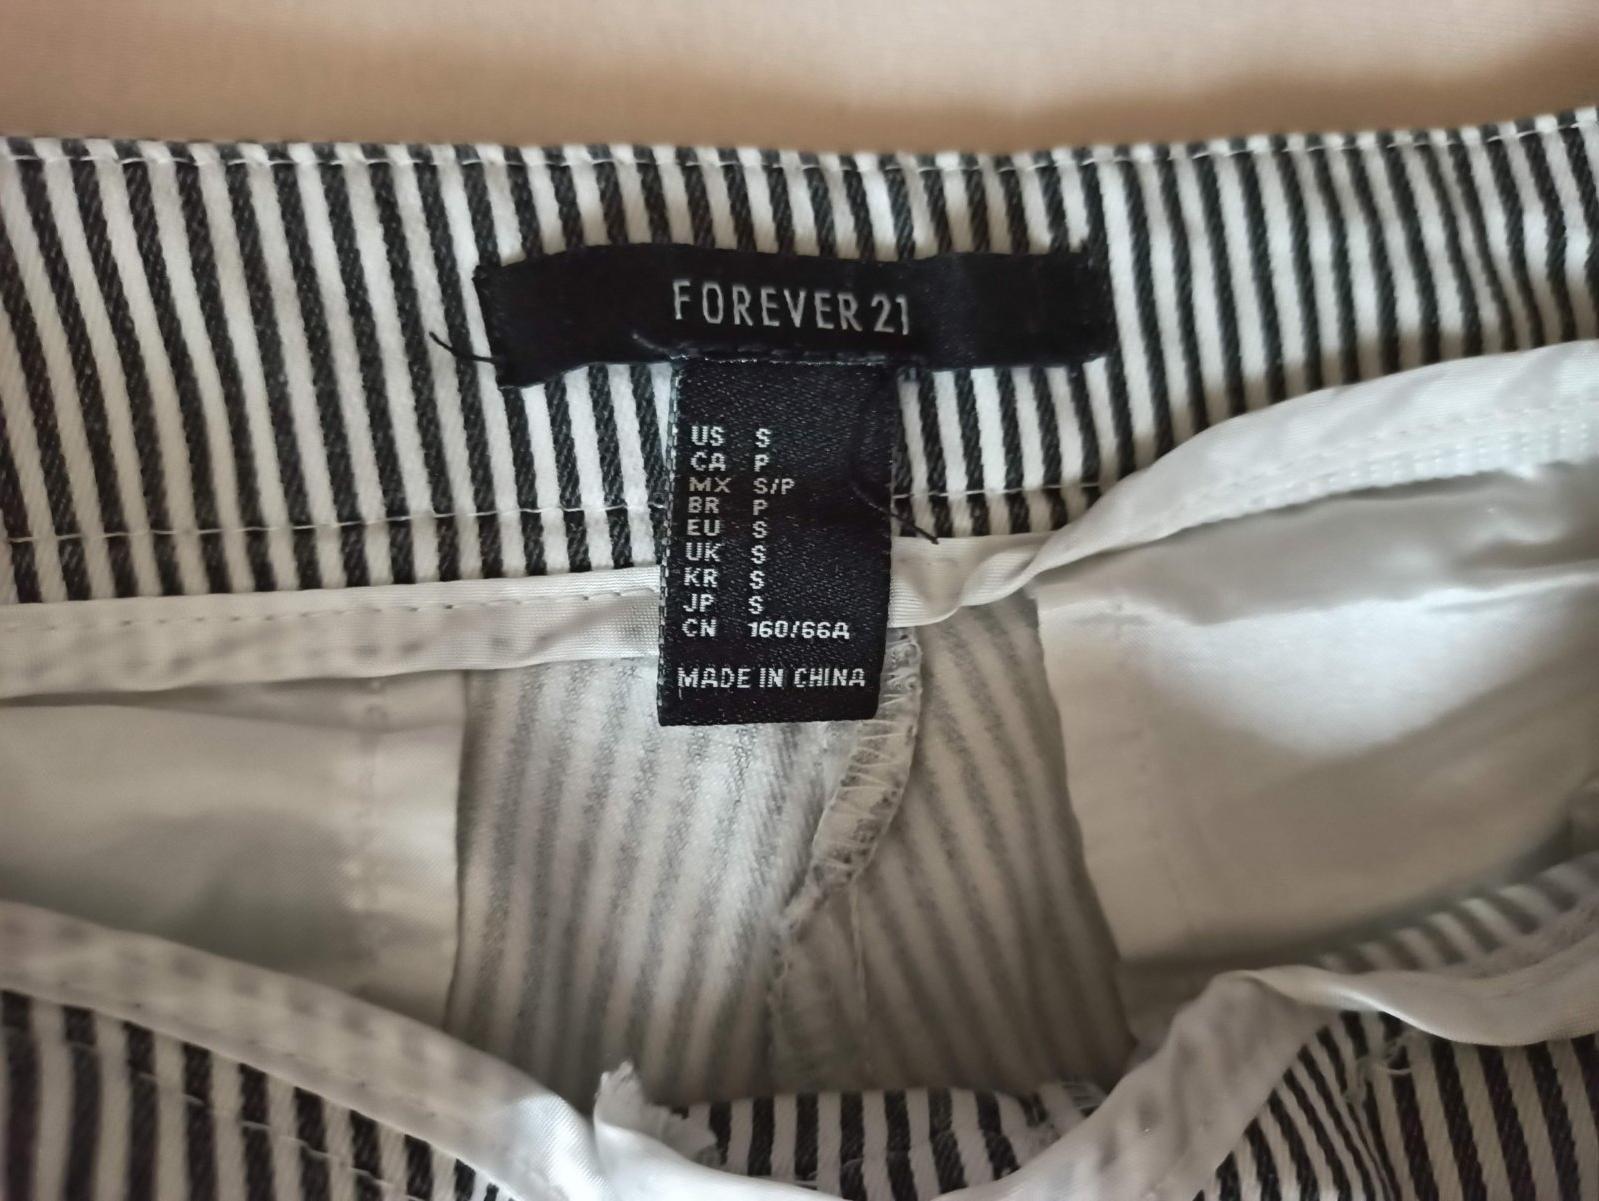 FOREVER 21
US S
CA P
MX S/P
BR P
EU S
UK S
KR S
JP S
CN 160/66A
MADE IN CHINA